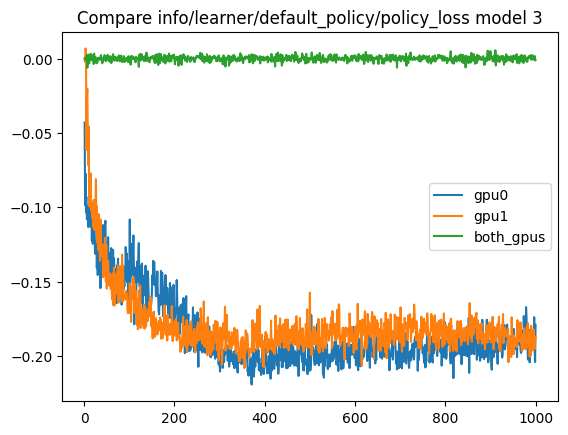 Compare info/learner/default_policy/policy_loss model 3
0.00
−0.05
−0.10
−0.15
−0.20
gpu0
gpu1
both_gpus
0
200
400
600
800
1000